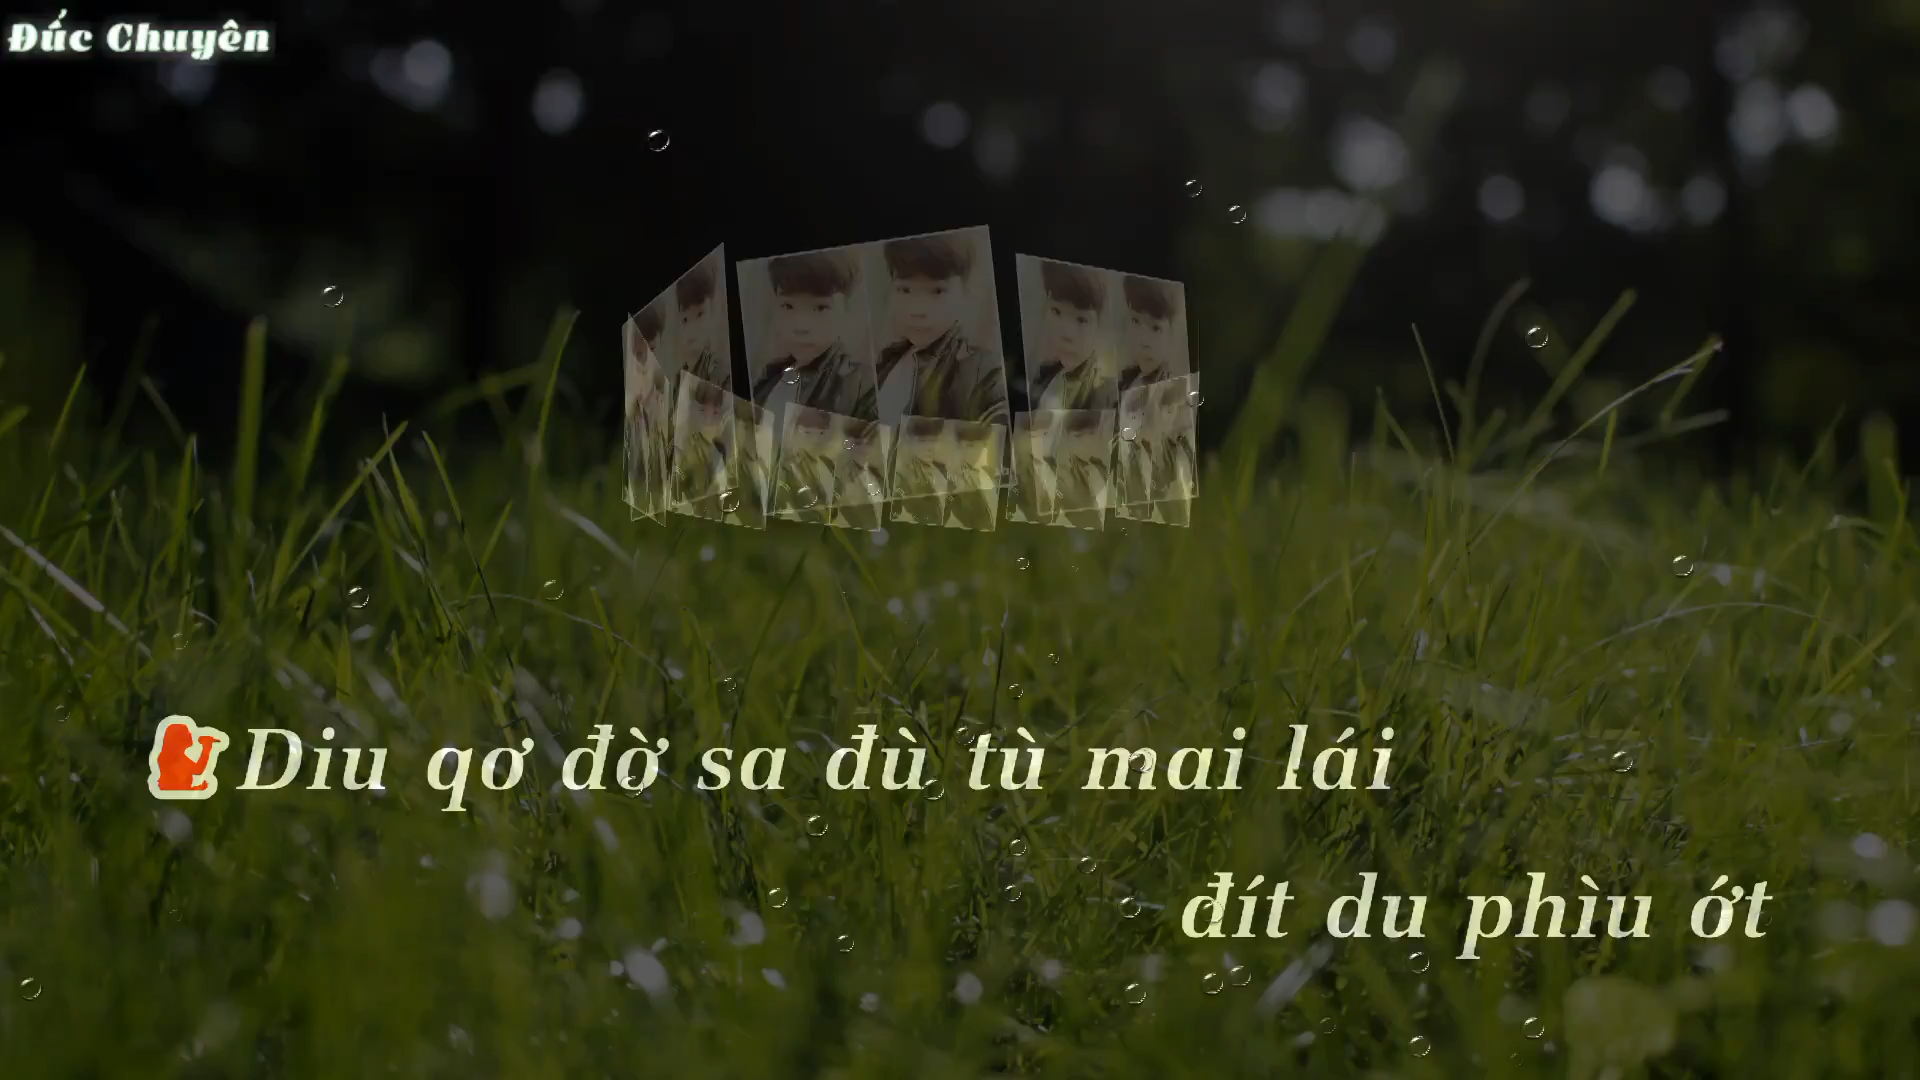 Đức Chuyên
Diu qơ đờ sa đù tù mai lái
đít du phìu ớt